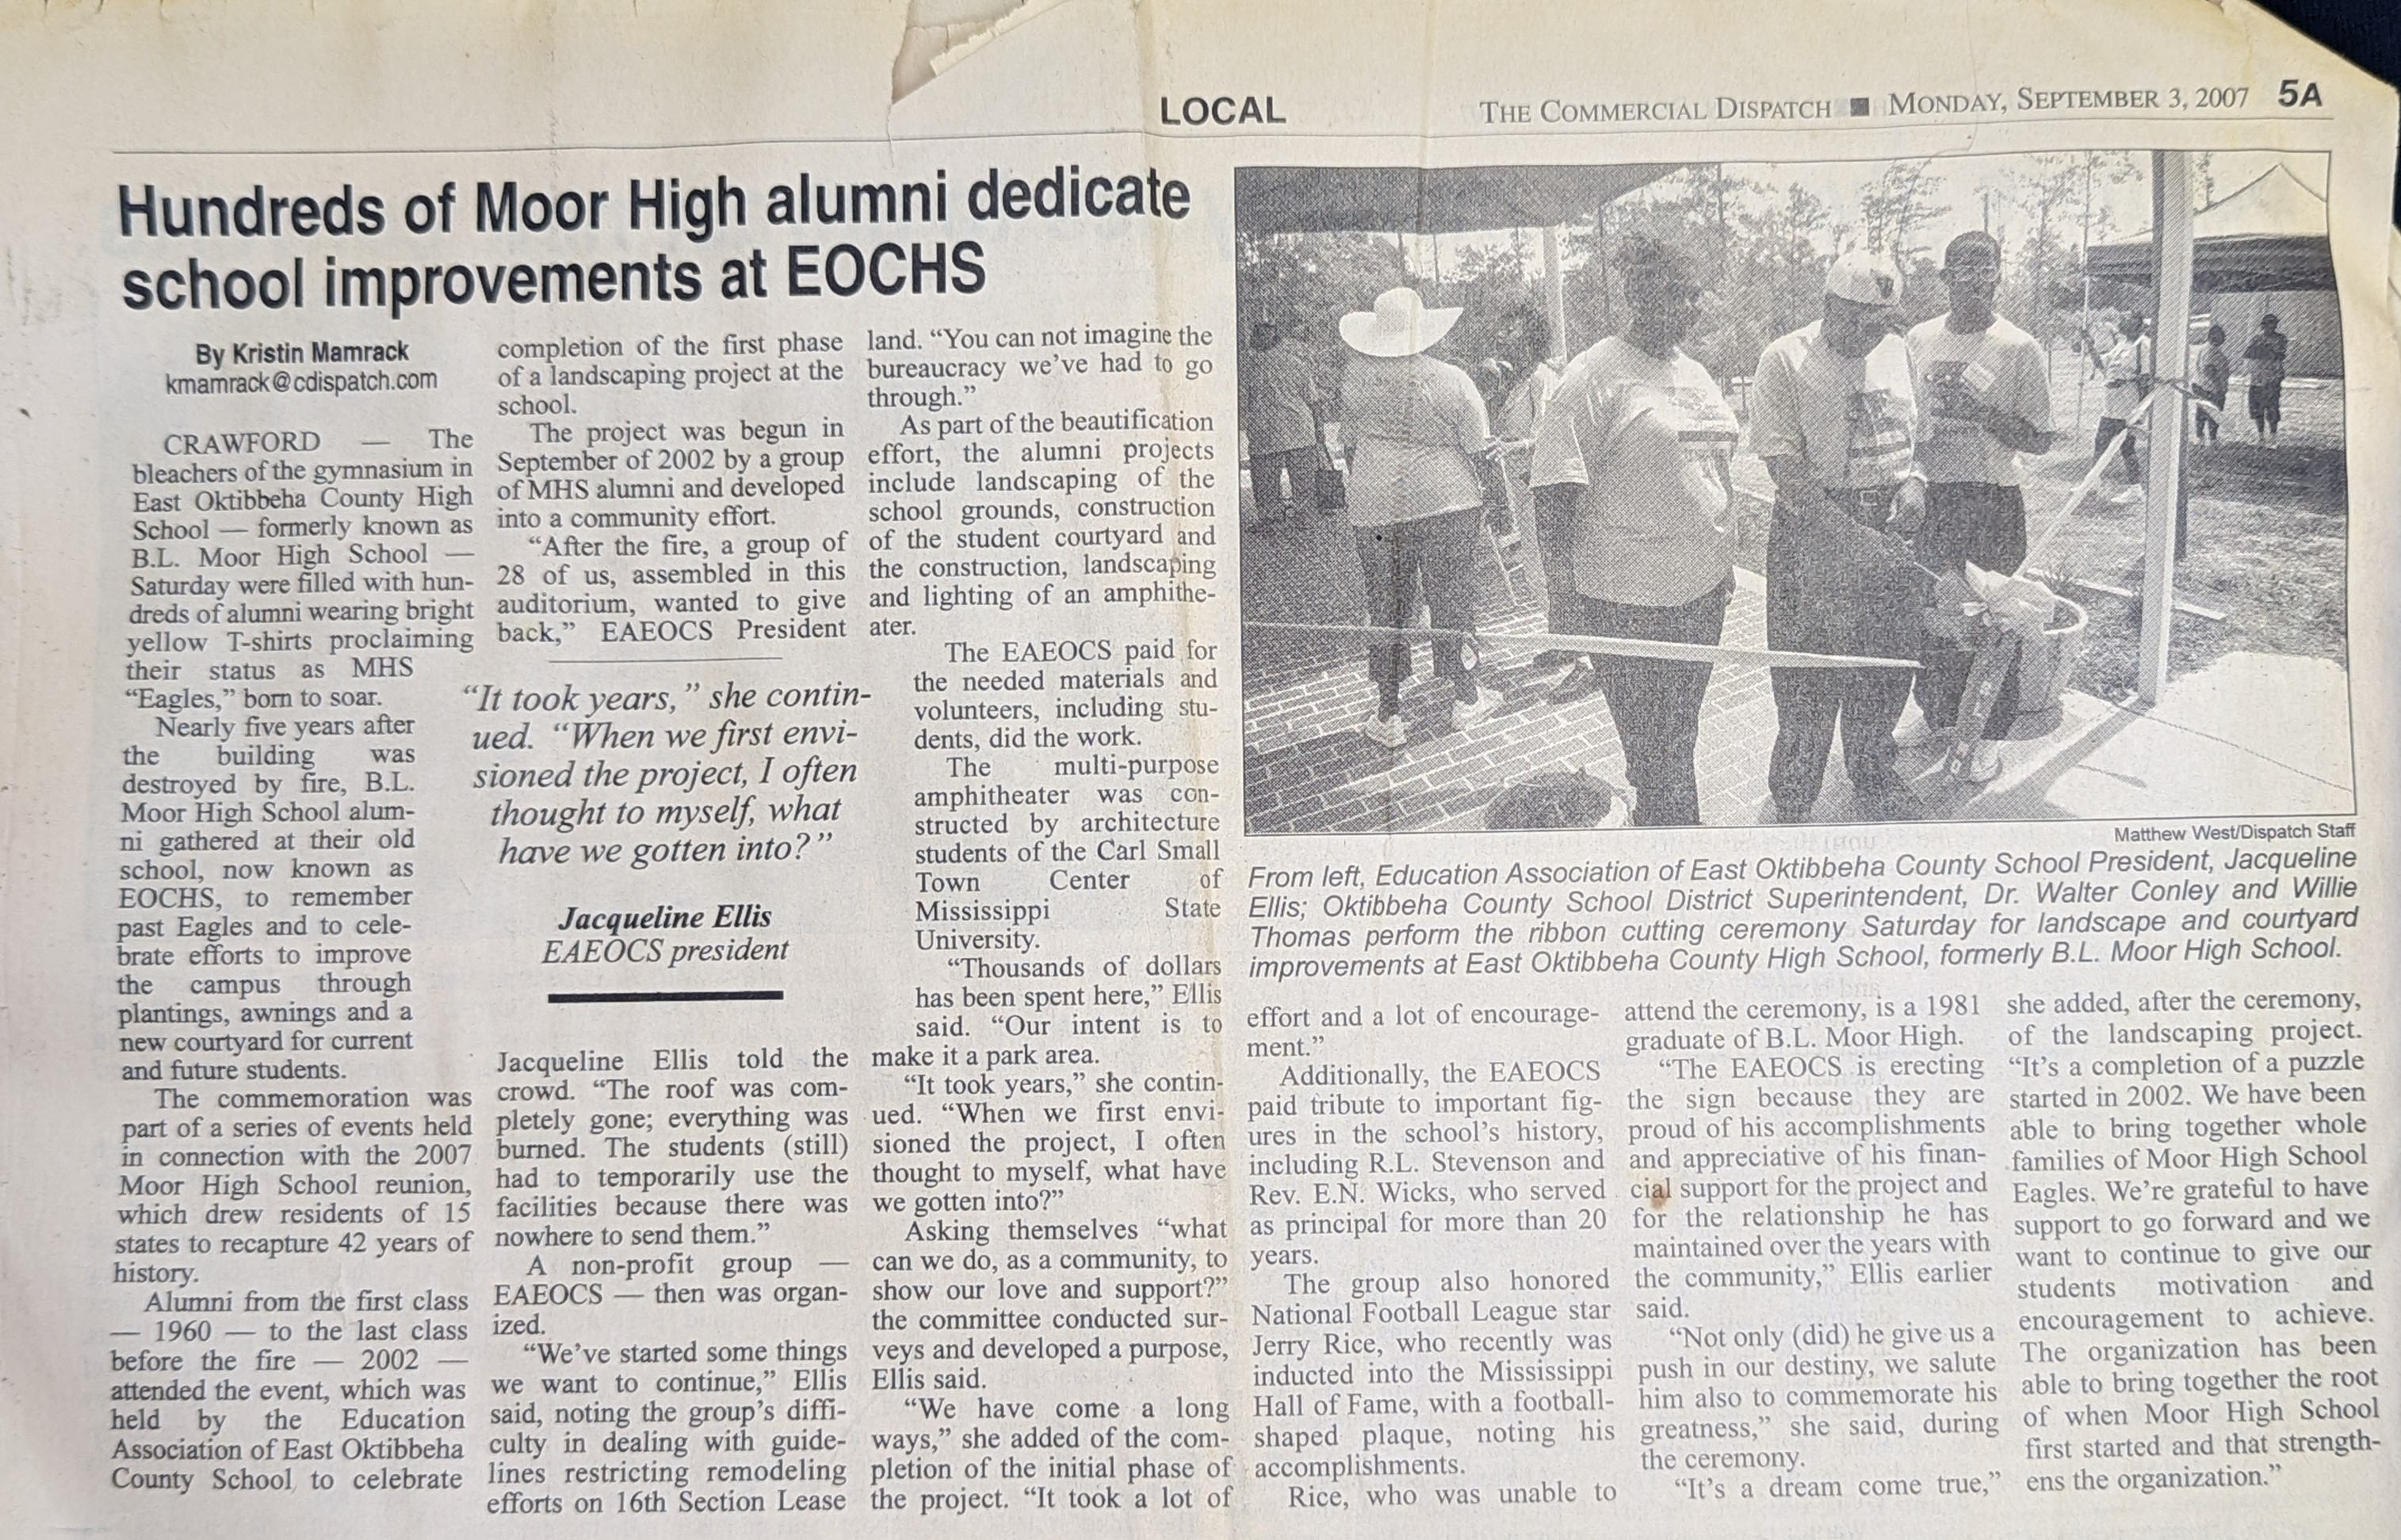 LOCAL
THE COMMERCIAL DISPATCH ■ MONDAY, SEPTEMBER 3, 2007 5A
Hundreds of Moor High alumni dedicate
school improvements at EOCHS
By Kristin Mamrack
kmamrack@cdispatch.com
CRAWFORD — The
bleachers of the gymnasium in
East Oktibbeha County High
School — formerly known as
B.L. Moor High School —
Saturday were filled with hun-
dreds of alumni wearing bright
yellow T-shirts proclaiming
their status as MHS
“Eagles,” born to soar.
Nearly five years after
the building was
destroyed by fire, B.L.
Moor High School alum-
ni gathered at their old
school, now known as
EOCHS, to remember
past Eagles and to cele-
brate efforts to improve
the campus through
plantings, awnings and a
new courtyard for current
and future students.
The commemoration was
part of a series of events held
in connection with the 2007
Moor High School reunion,
which drew residents of 15
states to recapture 42 years of
history.
Alumni from the first class
— 1960 — to the last class
before the fire — 2002 —
attended the event, which was
held by the Education
Association of East Oktibbeha
County School, to celebrate
completion of the first phase
of a landscaping project at the
school.
The project was begun in
September of 2002 by a group
of MHS alumni and developed
into a community effort.
“After the fire, a group of
28 of us, assembled in this
auditorium, wanted to give
back,” EAEOCS President
“It took years,” she contin-
ued. “When we first envi-
sioned the project, I often
thought to myself, what
have we gotten into?”
Jacqueline Ellis
EAEOCS president
Jacqueline Ellis told the
crowd. “The roof was com-
pletely gone; everything was
burned. The students (still)
had to temporarily use the
facilities because there was
nowhere to send them.”
A non-profit group —
EAEOCS — then was organ-
ized.
“We’ve started some things
we want to continue,” Ellis
said, noting the group’s diffi-
culty in dealing with guide-
lines restricting remodeling
efforts on 16th Section Lease
land. “You can not imagine the
bureaucracy we’ve had to go
through.”
As part of the beautification
effort, the alumni projects
include landscaping of the
school grounds, construction
of the student courtyard and
the construction, landscaping
and lighting of an amphithe-
ater.
The EAEOCS paid for
the needed materials and
volunteers, including stu-
dents, did the work.
The multi-purpose
amphitheater was con-
structed by architecture
students of the Carl Small
Town Center of
Mississippi State
University.
“Thousands of dollars
has been spent here,” Ellis
said. “Our intent is to
make it a park area.
“It took years,” she contin-
ued. “When we first envi-
sioned the project, I often
thought to myself, what have
we gotten into?”
Asking themselves “what
can we do, as a community, to
show our love and support?”
the committee conducted sur-
veys and developed a purpose,
Ellis said.
“We have come a long
ways,” she added of the com-
pletion of the initial phase of
the project. “It took a lot of
Matthew West/Dispatch Staff
From left, Education Association of East Oktibbeha County School President, Jacqueline
Ellis; Oktibbeha County School District Superintendent, Dr. Walter Conley and Willie
Thomas perform the ribbon cutting ceremony Saturday for landscape and courtyard
improvements at East Oktibbeha County High School, formerly B.L. Moor High School.
effort and a lot of encourage-
ment.”
Additionally, the EAEOCS
paid tribute to important fig-
ures in the school’s history,
including R.L. Stevenson and
Rev. E.N. Wicks, who served
as principal for more than 20
years.
The group also honored
National Football League star
Jerry Rice, who recently was
inducted into the Mississippi
Hall of Fame, with a football-
shaped plaque, noting his
accomplishments.
Rice, who was unable to
attend the ceremony, is a 1981
graduate of B.L. Moor High.
“The EAEOCS is erecting
the sign because they are
proud of his accomplishments
and appreciative of his finan-
cial support for the project and
for the relationship he has
maintained over the years with
the community,” Ellis earlier
said.
“Not only (did) he give us a
push in our destiny, we salute
him also to commemorate his
greatness,” she said, during
the ceremony.
“It’s a dream come true,”
she added, after the ceremony,
of the landscaping project.
“It’s a completion of a puzzle
started in 2002. We have been
able to bring together whole
families of Moor High School
Eagles. We’re grateful to have
support to go forward and we
want to continue to give our
students motivation and
encouragement to achieve.
The organization has been
able to bring together the root
of when Moor High School
first started and that strength-
ens the organization.”